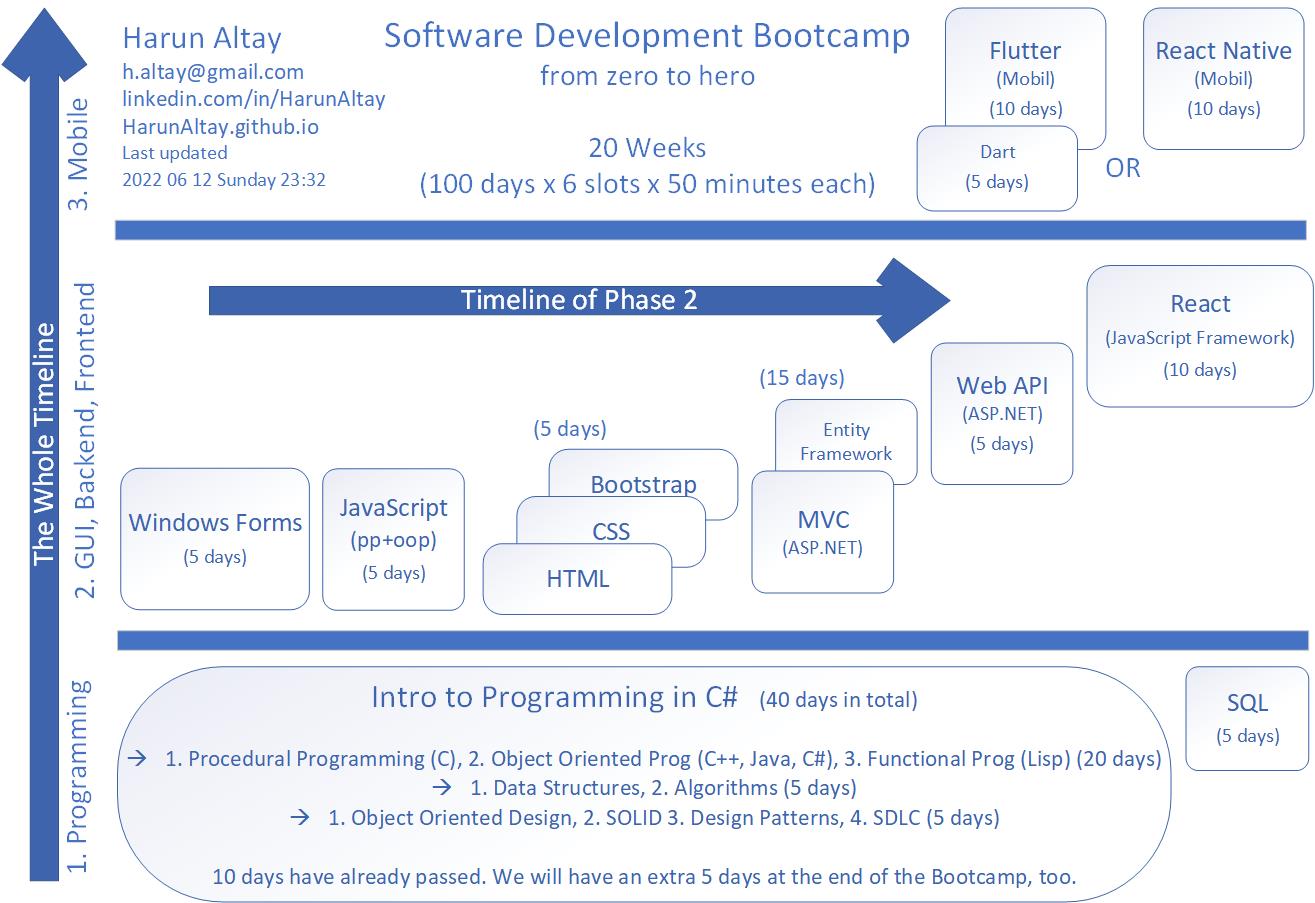 Harun Altay
h.altay@gmail.com
linkedin.com/in/HarunAltay
HarunAltay.github.io
Last updated
2022 06 12 Sunday 23:32
Software Development Bootcamp
from zero to hero
20 Weeks
(100 days x 6 slots x 50 minutes each)
Flutter
(Mobil)
(10 days)
Dart
(5 days)
OR
React Native
(Mobil)
(10 days)
3. Mobile
The Whole Timeline
2. GUI, Backend, Frontend
Timeline of Phase 2
Windows Forms
(5 days)
JavaScript
(pp+oop)
(5 days)
(5 days)
Bootstrap
CSS
HTML
(15 days)
Entity
Framework
MVC
(ASP.NET)
Web API
(ASP.NET)
(5 days)
React
(JavaScript Framework)
(10 days)
1. Programming
Intro to Programming in C# (40 days in total)
→ 1. Procedural Programming (C), 2. Object Oriented Prog (C++, Java, C#), 3. Functional Prog (Lisp) (20 days)
→ 1. Data Structures, 2. Algorithms (5 days)
→ 1. Object Oriented Design, 2. SOLID 3. Design Patterns, 4. SDLC (5 days)
10 days have already passed. We will have an extra 5 days at the end of the Bootcamp, too.
SQL
(5 days)